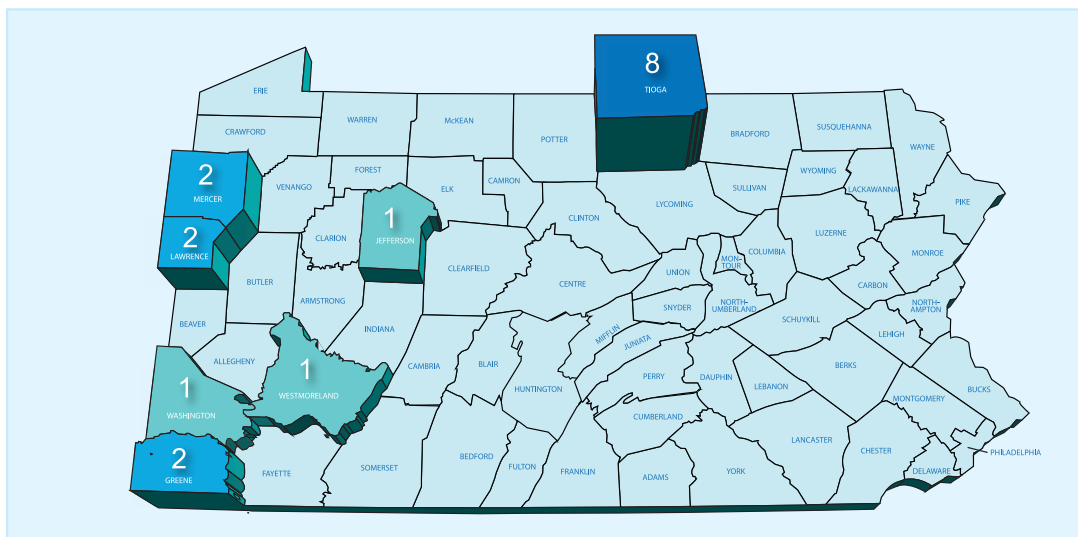 8
TIOGA
ERIE
WARREN
McKEAN
POTTER
BRADFORD
SUSQUEHANNA
WAYNE
CRAWFORD
2
MERCER
VENANGO
FOREST
ELK
CAMRON
SULLIVAN
WYOMING
LACKAWANNA
PIKE
LYCOMING
CLINTON
1
JEFFERSON
CLARION
2
LAWRENCE
LUZERNE
MONROE
COLUMBIA
MON-
TOUR
UNION
CLEARFIELD
CENTRE
BUTLER
ARMSTRONG
CARBON
NORTH-
AMPTON
SNYDER
NORTH-
UMBERLAND
SCHUYKILL
BEAVER
INDIANA
MIFFLIN
JUNIATA
LEHIGH
ALLEGHENY
1
WESTMORELAND
CAMBRIA
BLAIR
HUNTINGTON
PERRY
DAUPHIN
LEBANON
BERKS
BUCKS
MONTGOMERY
1
WASHINGTON
CUMBERLAND
LANCASTER
CHESTER
PHILADELPHIA
DELAWARE
2
GREENE
FAYETTE
SOMERSET
BEDFORD
FULTON
FRANKLIN
ADAMS
YORK